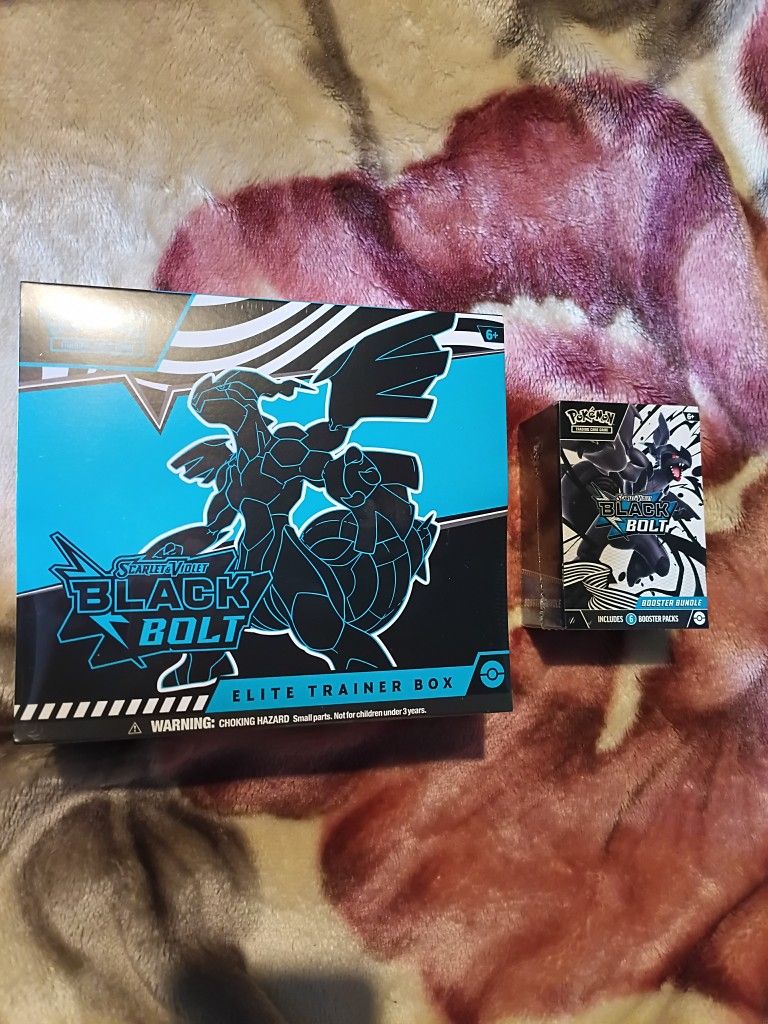 6+
SCARLET & VIOLET
BLACK
BOLT
ELITE TRAINER BOX
WARNING: CHOKING HAZARD Small parts. Not for children under 3 years.
POKéMON
TRADING CARD GAME
6+
SCARLET & VIOLET
BLACK
BOLT
BOOSTER BUNDLE
INCLUDES 6 BOOSTER PACKS